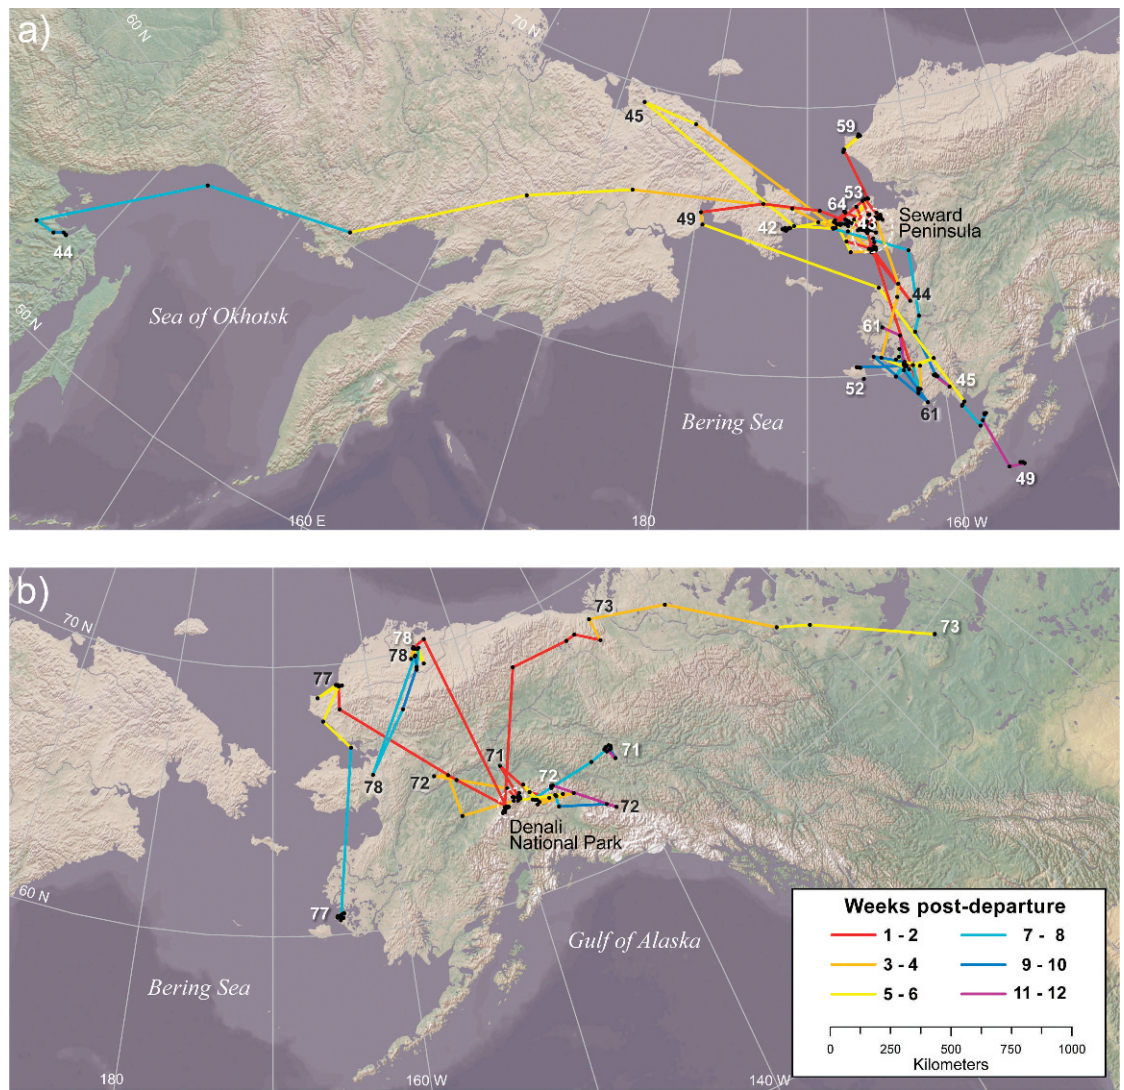 a)
60 N
70 N
45
59
53
64
49
42
43
Seward
Peninsula
44
50 N
Sea of Okhotsk
44
61
52
45
61
Bering Sea
49
160 E
180
160 W
b)
70 N
73
73
78
78
77
71
71
72
72
78
72
Denali
National Park
60 N
77
Gulf of Alaska
Bering Sea
180
160 W
140 W
Weeks post-departure
1 - 2 7 - 8
3 - 4 9 - 10
5 - 6 11 - 12
0 250 500 750 1000
Kilometers